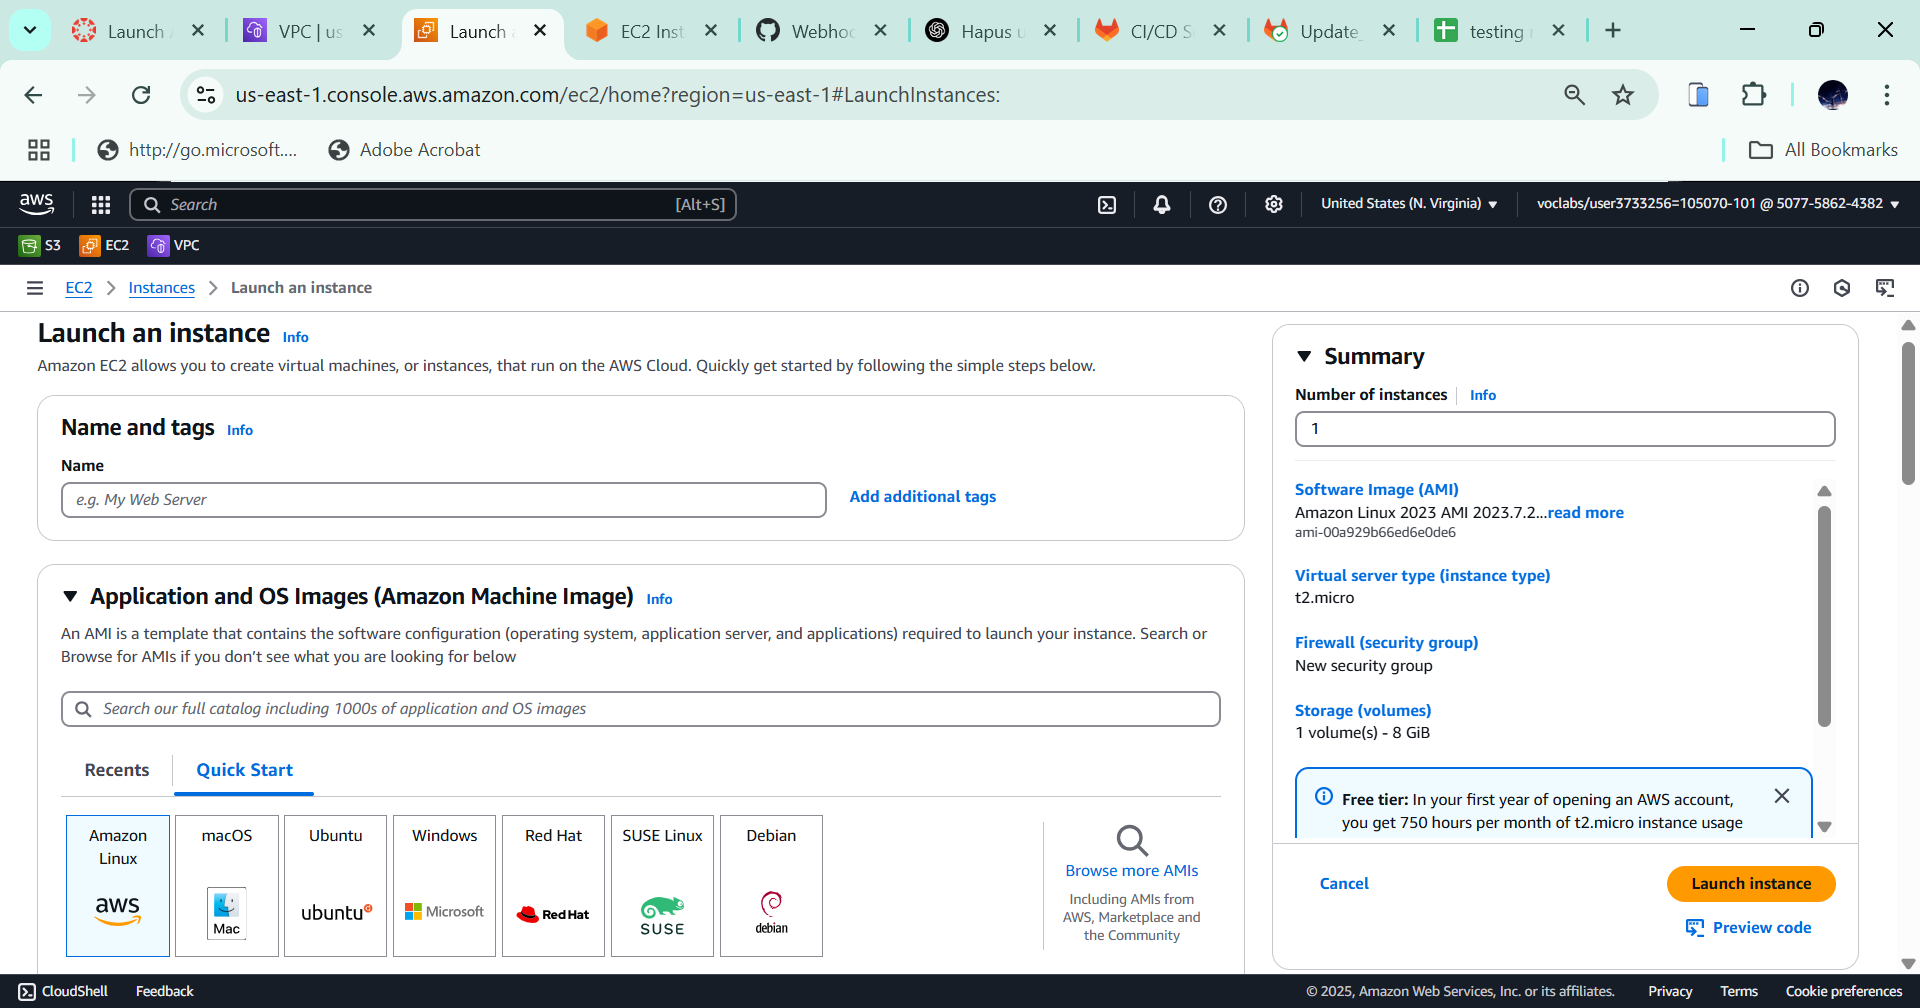 Launch
VPC | us
Launch
EC2 Inst
Webhoc
Hapus u
CI/CD S
Update_
testing
us-east-1.console.aws.amazon.com/ec2/home?region=us-east-1#LaunchInstances:
http://go.microsoft....
Adobe Acrobat
All Bookmarks
aws
Search
[Alt+S]
United States (N. Virginia)
voclabs/user3733256=105070-101 @ 5077-5862-4382
S3
EC2
VPC
EC2
Instances
Launch an instance
Launch an instance Info
Amazon EC2 allows you to create virtual machines, or instances, that run on the AWS Cloud. Quickly get started by following the simple steps below.
Name and tags Info
Name
e.g. My Web Server
Add additional tags
Application and OS Images (Amazon Machine Image) Info
An AMI is a template that contains the software configuration (operating system, application server, and applications) required to launch your instance. Search or
Browse for AMIs if you don’t see what you are looking for below
Search our full catalog including 1000s of application and OS images
Recents
Quick Start
Amazon
Linux
aws
macOS
Mac
Ubuntu
ubuntu
Windows
Microsoft
Red Hat
Red Hat
SUSE Linux
SUSE
Debian
debian
Browse more AMIs
Including AMIs from
AWS, Marketplace and
the Community
Summary
Number of instances Info
1
Software Image (AMI)
Amazon Linux 2023 AMI 2023.7.2...read more
ami-00a929b66ed6e0de6
Virtual server type (instance type)
t2.micro
Firewall (security group)
New security group
Storage (volumes)
1 volume(s) - 8 GiB
Free tier: In your first year of opening an AWS account,
you get 750 hours per month of t2.micro instance usage
Cancel
Launch instance
Preview code
CloudShell
Feedback
© 2025, Amazon Web Services, Inc. or its affiliates.
Privacy
Terms
Cookie preferences